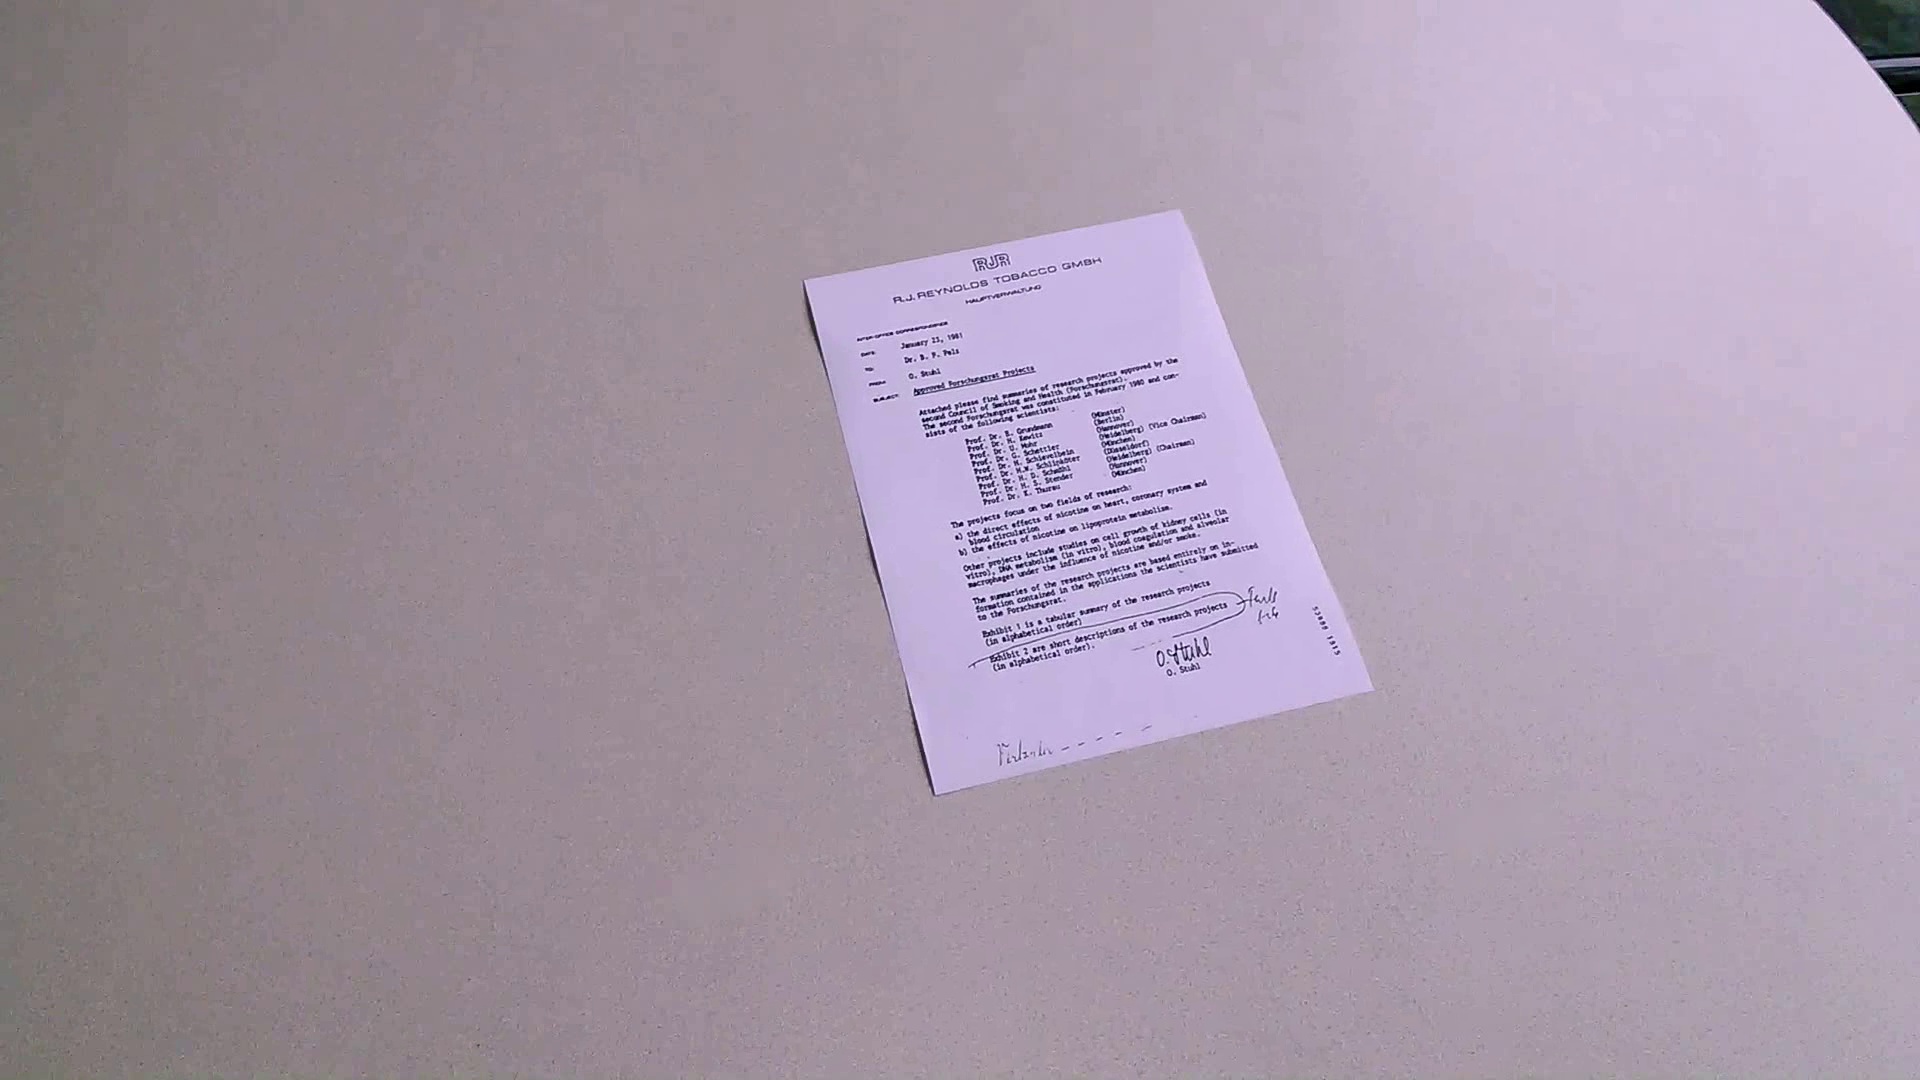 RJR
R.J. REYNOLDS TOBACCO GMBH
HAUPTVERWALTUNG
INTER-OFFICE CORRESPONDENCE
DATE: January 23, 1981
TO: Dr. B. F. Pels
FROM: O. Stuhl
SUBJECT: Approved Forschungsrat Projects
Attached please find summaries of research projects approved by the
second Council of Smoking and Health (Forschungsrat).
The second Forschungsrat was constituted in February 1980 and con-
sists of the following scientists:
Prof. Dr. E. Grundmann (Münster)
Prof. Dr. H. Kewitz (Berlin)
Prof. Dr. U. Mohr (Hannover)
Prof. Dr. G. Schettler (Heidelberg) (Vice Chairman)
Prof. Dr. H. Schievelbein (München)
Prof. Dr. H.W. Schlipköter (Düsseldorf)
Prof. Dr. H. D. Schmähl (Heidelberg) (Chairman)
Prof. Dr. H. S. Stender (Hannover)
Prof. Dr. K. Thurau (München)
The projects focus on two fields of research:
a) the direct effects of nicotine on heart, coronary system and
blood circulation
b) the effects of nicotine on lipoprotein metabolism.
Other projects include studies on cell growth of kidney cells (in
vitro), DNA metabolism (in vitro), blood coagulation and alveolar
macrophages under the influence of nicotine and/or smoke.
The summaries of the research projects are based entirely on in-
formation contained in the applications the scientists have submitted
to the Forschungsrat.
Exhibit 1 is a tabular summary of the research projects
(in alphabetical order)
Exhibit 2 are short descriptions of the research projects
(in alphabetical order).
O. Stuhl
O. Stuhl